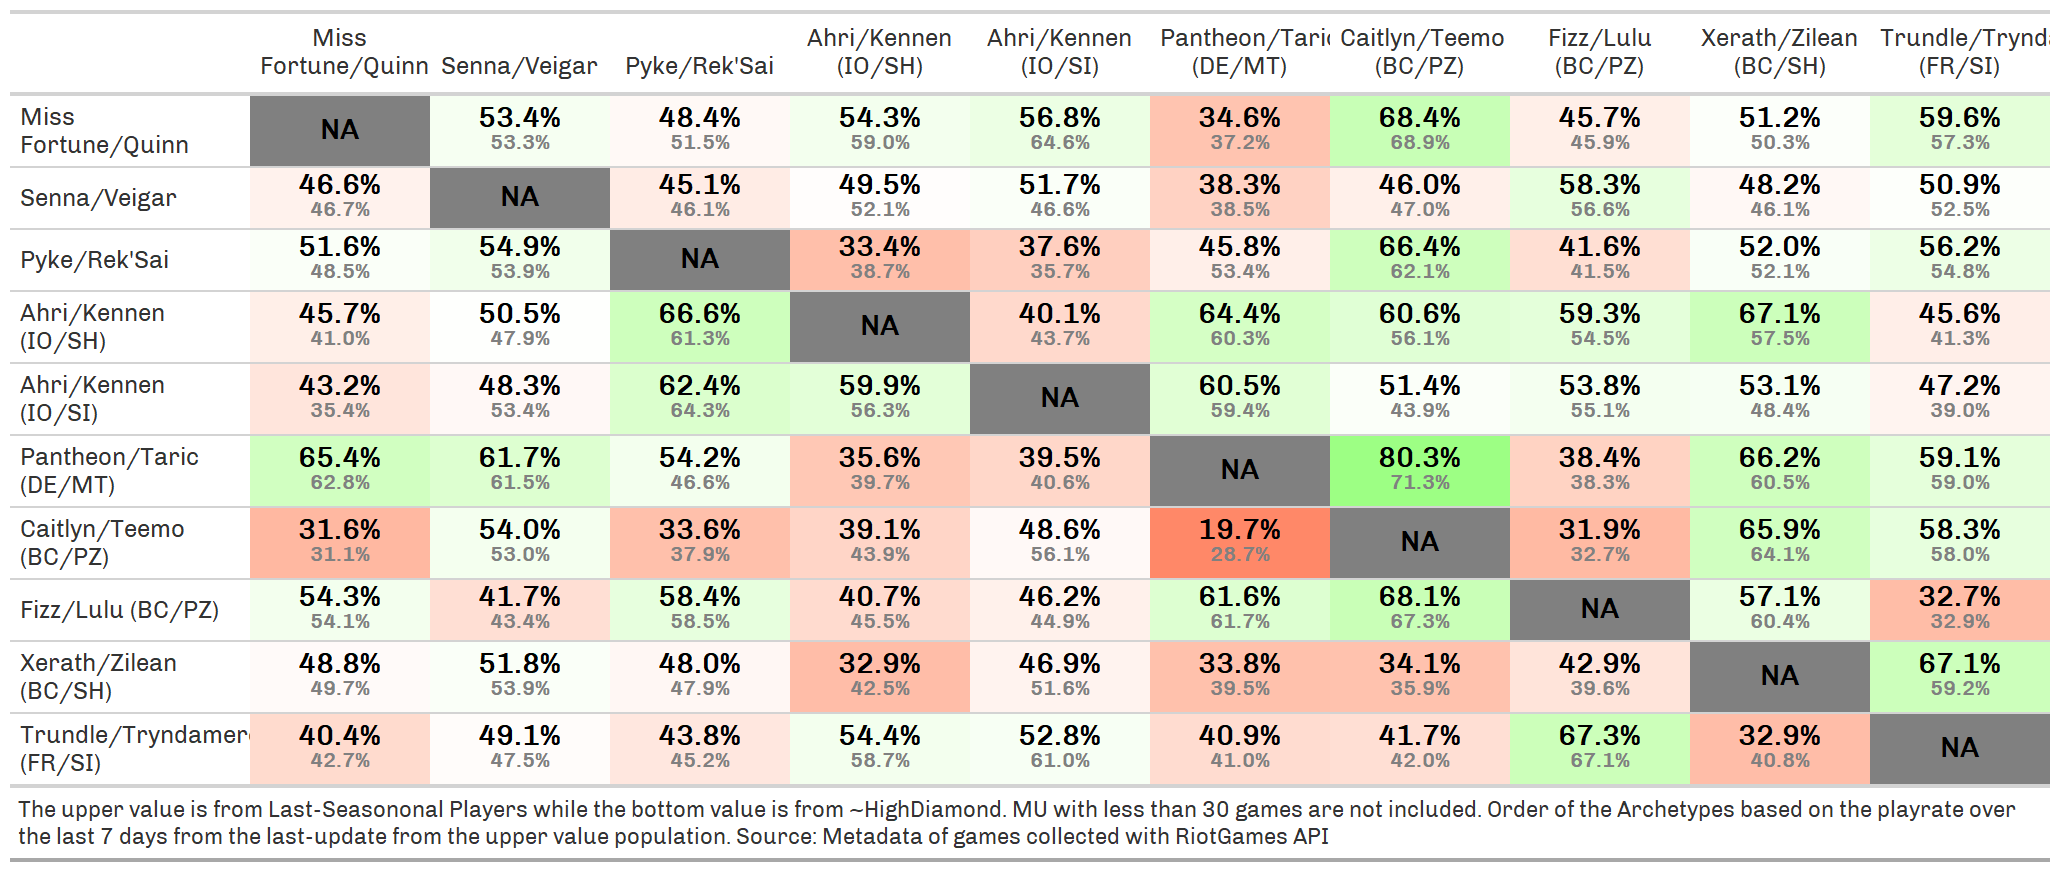 Miss Fortune/Quinn Senna/Veigar Pyke/Rek'Sai Ahri/Kennen (IO/SH) Ahri/Kennen (IO/SI) Pantheon/Taric (DE/MT) Caitlyn/Teemo (BC/PZ) Fizz/Lulu (BC/PZ) Xerath/Zilean (BC/SH) Trundle/Trynda (FR/SI)
Miss Fortune/Quinn NA 53.4% 48.4% 54.3% 56.8% 34.6% 68.4% 45.7% 51.2% 59.6%
53.3% 51.5% 59.0% 64.6% 37.2% 68.9% 45.9% 50.3% 57.3%
Senna/Veigar 46.6% NA 45.1% 49.5% 51.7% 38.3% 46.0% 58.3% 48.2% 50.9%
46.7% 46.1% 52.1% 46.6% 38.5% 47.0% 56.6% 46.1% 52.5%
Pyke/Rek'Sai 51.6% 54.9% NA 33.4% 37.6% 45.8% 66.4% 41.6% 52.0% 56.2%
48.5% 53.9% 38.7% 35.7% 53.4% 62.1% 41.5% 52.1% 54.8%
Ahri/Kennen (IO/SH) 45.7% 50.5% 66.6% NA 40.1% 64.4% 60.6% 59.3% 67.1% 45.6%
41.0% 47.9% 61.3% 43.7% 60.3% 56.1% 54.5% 57.5% 41.3%
Ahri/Kennen (IO/SI) 43.2% 48.3% 62.4% 59.9% NA 60.5% 51.4% 53.8% 53.1% 47.2%
35.4% 53.4% 64.3% 56.3% 59.4% 43.9% 55.1% 48.4% 39.0%
Pantheon/Taric (DE/MT) 65.4% 61.7% 54.2% 35.6% 39.5% NA 80.3% 38.4% 66.2% 59.1%
62.8% 61.5% 46.6% 39.7% 40.6% 71.3% 38.3% 60.5% 59.0%
Caitlyn/Teemo (BC/PZ) 31.6% 54.0% 33.6% 39.1% 48.6% 19.7% NA 31.9% 65.9% 58.3%
31.1% 53.0% 37.9% 43.9% 56.1% 28.7% 32.7% 64.1% 58.0%
Fizz/Lulu (BC/PZ) 54.3% 41.7% 58.4% 40.7% 46.2% 61.6% 68.1% NA 57.1% 32.7%
54.1% 43.4% 58.5% 45.5% 44.9% 61.7% 67.3% 60.4% 32.9%
Xerath/Zilean (BC/SH) 48.8% 51.8% 48.0% 32.9% 46.9% 33.8% 34.1% 42.9% NA 67.1%
49.7% 53.9% 47.9% 42.5% 51.6% 39.5% 35.9% 39.6% 59.2%
Trundle/Tryndamer (FR/SI) 40.4% 49.1% 43.8% 54.4% 52.8% 40.9% 41.7% 67.3% 32.9% NA
42.7% 47.5% 45.2% 58.7% 61.0% 41.0% 42.0% 67.1% 40.8%
The upper value is from Last-Seasononal Players while the bottom value is from ~HighDiamond. MU with less than 30 games are not included. Order of the Archetypes based on the playrate over
the last 7 days from the last-update from the upper value population. Source: Metadata of games collected with RiotGames API